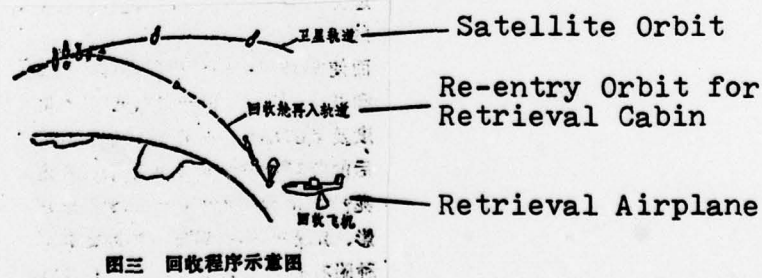 卫星轨道
Satellite Orbit
回收舱再入轨道
Re-entry Orbit for
Retrieval Cabin
回收飞机
Retrieval Airplane
图三 回收程序示意图